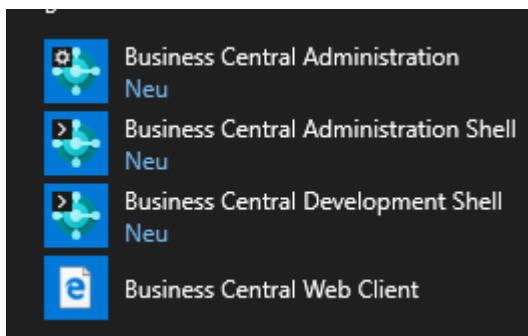 Business Central Administration
Neu
Business Central Administration Shell
Neu
Business Central Development Shell
Neu
Business Central Web Client